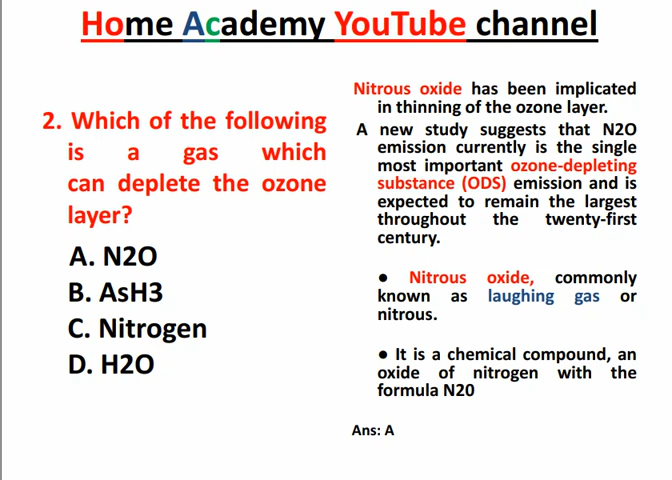 Home Academy YouTube channel
2. Which of the following
is a gas which
can deplete the ozone
layer?
A. N2O
B. AsH3
C. Nitrogen
D. H2O
Nitrous oxide has been implicated
in thinning of the ozone layer.
A new study suggests that N2O
emission currently is the single
most important ozone-depleting
substance (ODS) emission and is
expected to remain the largest
throughout the twenty-first
century.
● Nitrous oxide, commonly
known as laughing gas or
nitrous.
● It is a chemical compound, an
oxide of nitrogen with the
formula N20
Ans: A